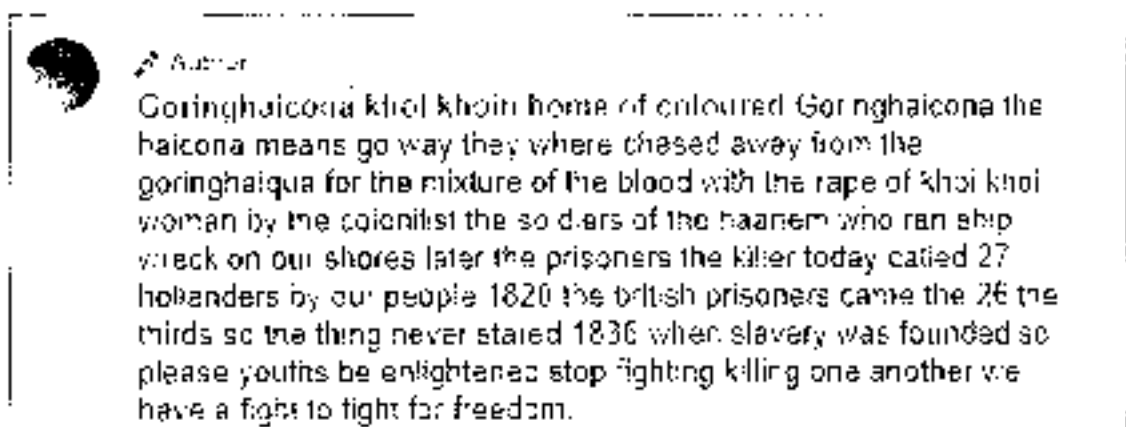 Author
Goringhaicona khoi khoin home of coloured Goringhaicona the
haicona means go way they where chased away from the
goringhaiqua for the mixture of the blood with the rape of khoi khoi
woman by the colonitist the soldiers of the haarlem who ran ship
wreck on our shores later the prisoners the killer today called 27
hollanders by our people 1820 the british prisoners came the 26 the
thirds so the thing never stared 1836 when slavery was founded so
please youths be enlightened stop fighting killing one another we
have a fight to fight for freedom.